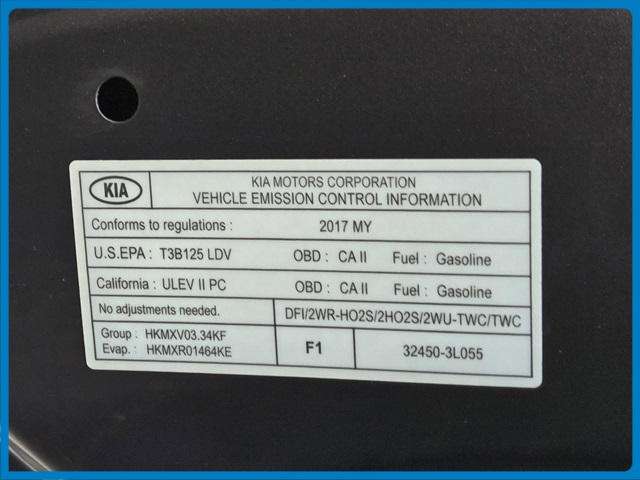 KIA
KIA MOTORS CORPORATION
VEHICLE EMISSION CONTROL INFORMATION
Conforms to regulations : 2017 MY
U.S.EPA : T3B125 LDV OBD : CA II Fuel : Gasoline
California : ULEV II PC OBD : CA II Fuel : Gasoline
No adjustments needed. DFI/2WR-HO2S/2HO2S/2WU-TWC/TWC
Group : HKMXV03.34KF
Evap. : HKMXR01464KE
F1
32450-3L055